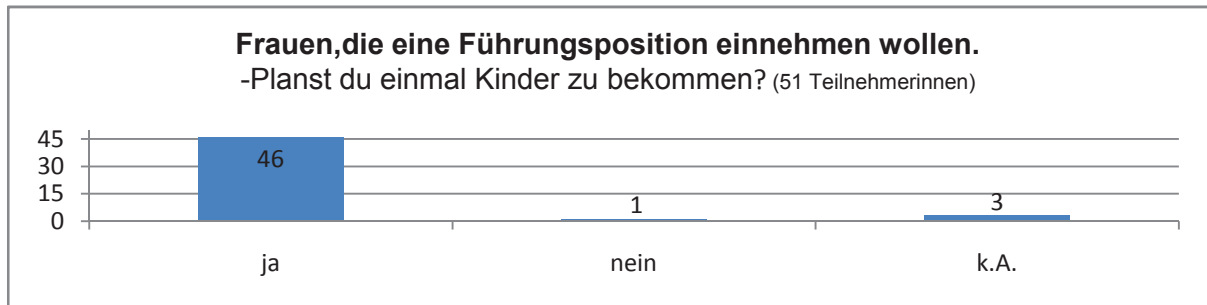 Frauen,die eine Führungsposition einnehmen wollen.
-Planst du einmal Kinder zu bekommen? (51 Teilnehmerinnen)
45
30
15
0
46
1
3
ja
nein
k.A.